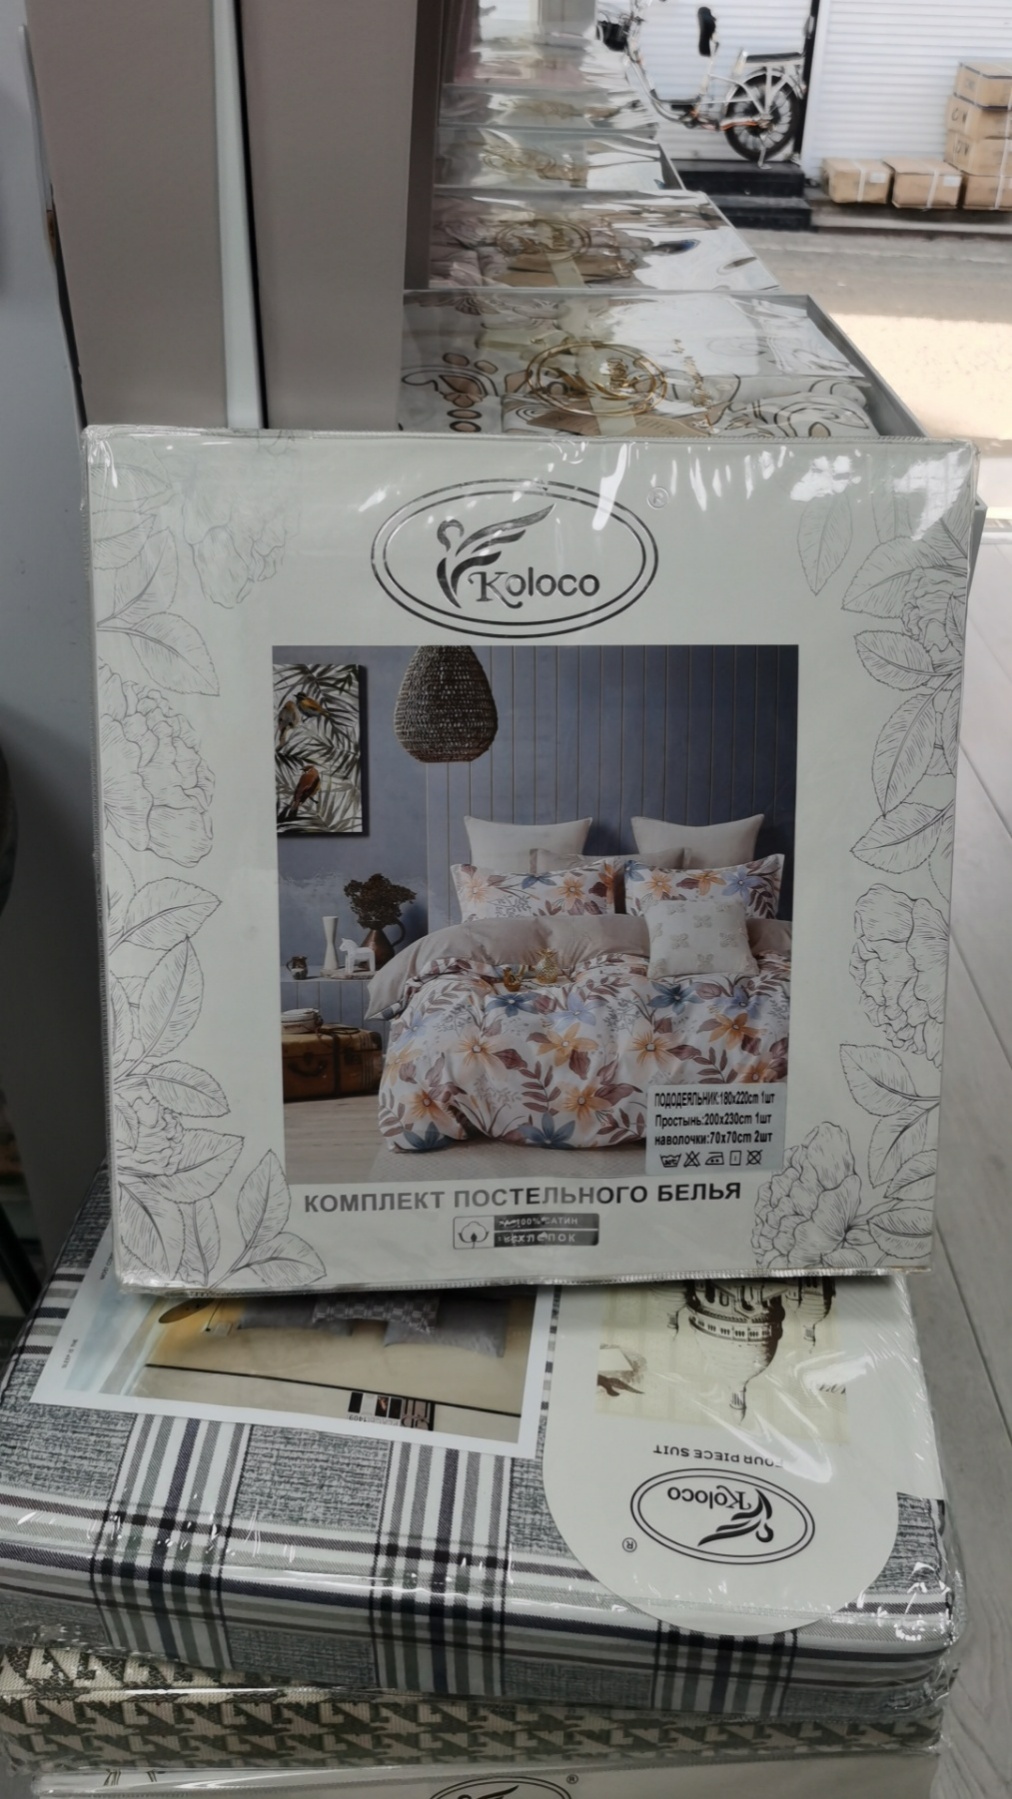 Koloco
®
ПОДОДЕЯЛЬНИК:180x220cm 1шт
Простынь:200x230cm 1шт
наволочки:70x70cm 2шт
КОМПЛЕКТ ПОСТЕЛЬНОГО БЕЛЬЯ
100% САТИН
ХЛОПОК
FOUR PIECE SUIT
Koloco
®
®